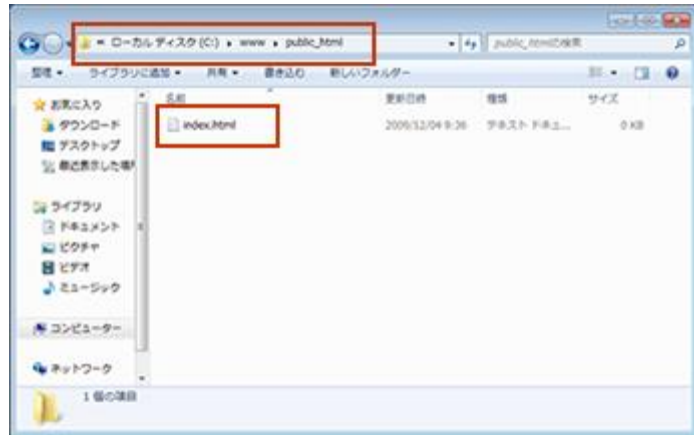 ローカル ディスク (C:) ▸ www ▸ public_html
public_htmlの検索
整理 ライブラリに追加 共有 書き込む 新しいフォルダー
名前 更新日時 種類 サイズ
index.html 2009/12/04 9:36 テキスト ドキュ... 0 KB
お気に入り
ダウンロード
デスクトップ
最近表示した場所
ライブラリ
ドキュメント
ピクチャ
ビデオ
ミュージック
コンピューター
ネットワーク
1 個の項目